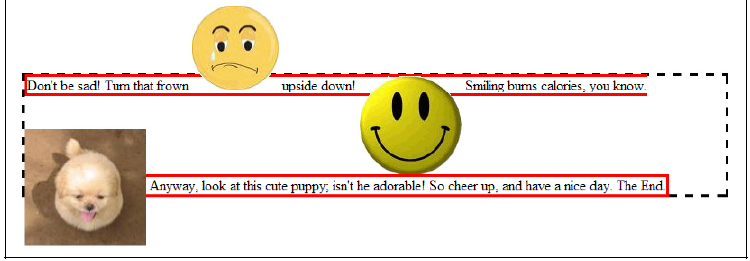 Don't be sad! Turn that frown upside down! Smiling burns calories, you know.
Anyway, look at this cute puppy; isn't he adorable! So cheer up, and have a nice day. The End.